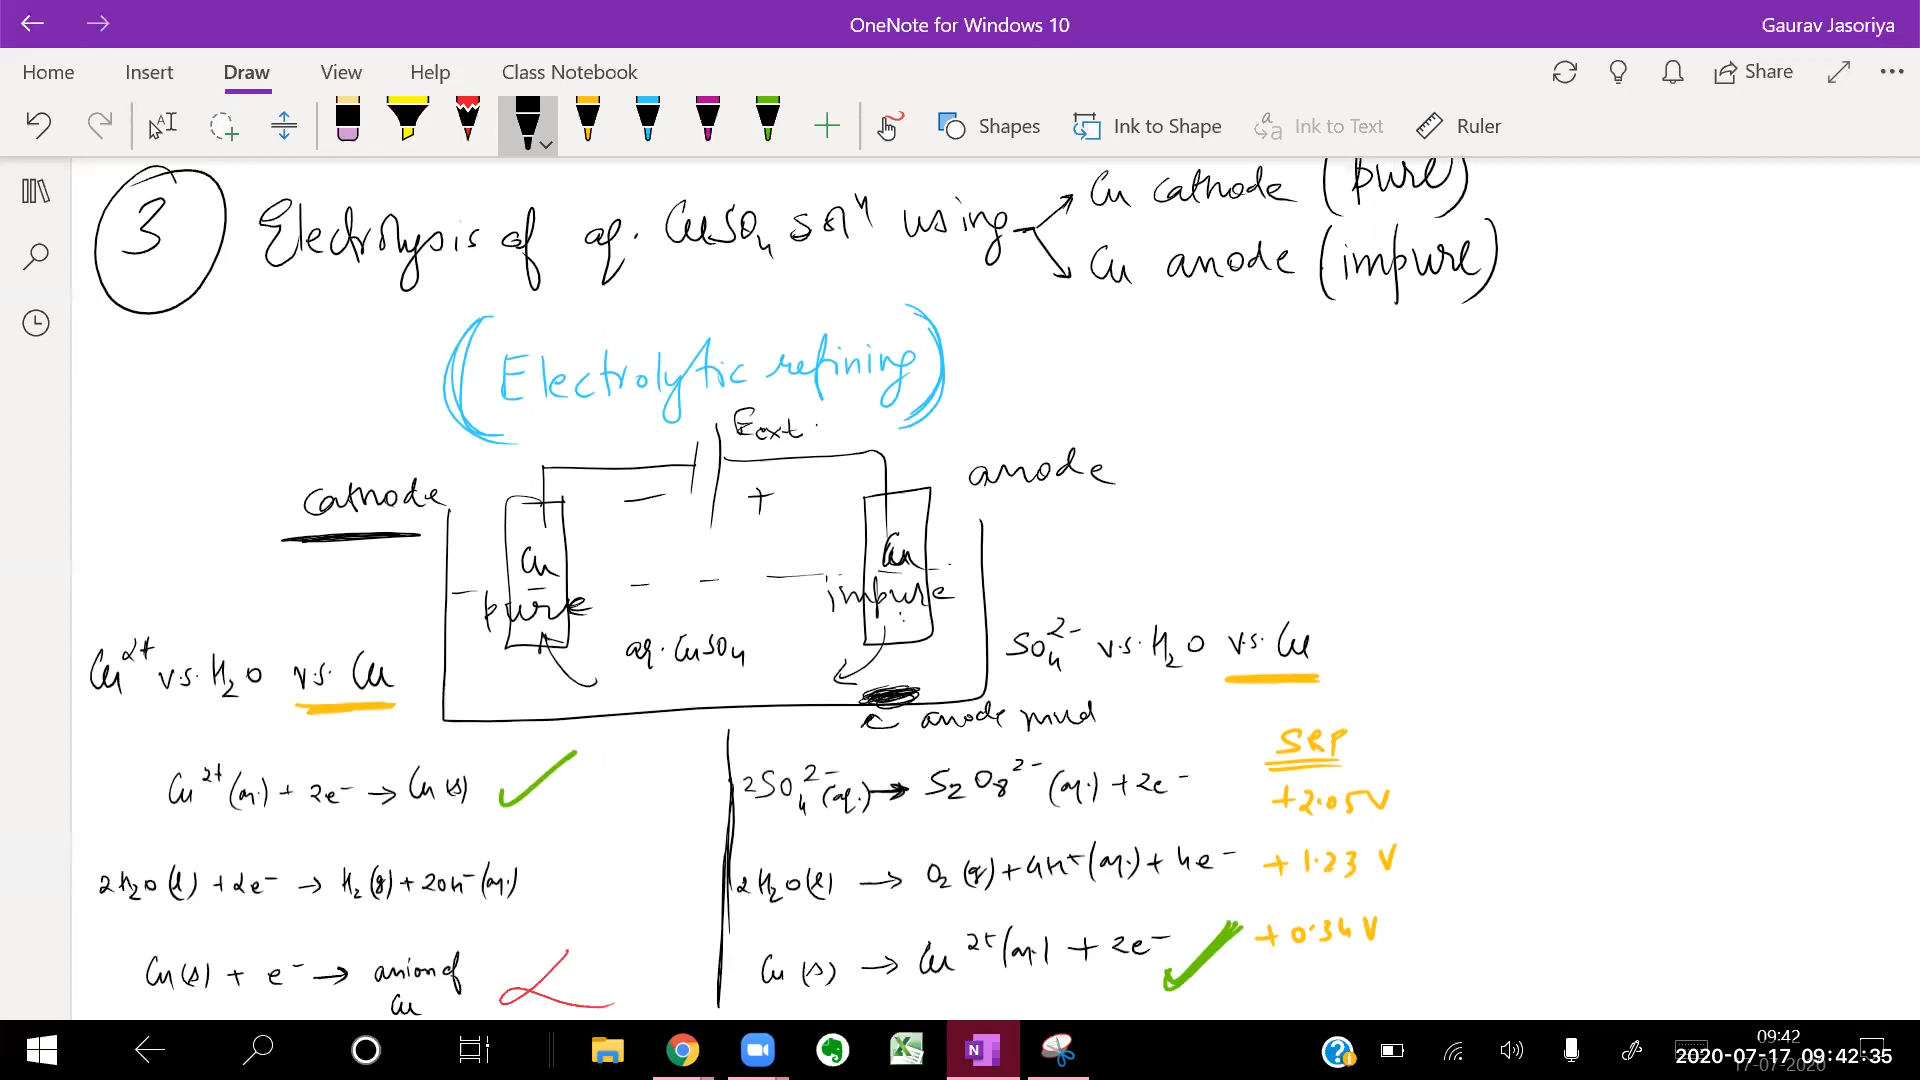 OneNote for Windows 10
Gaurav Jasoriya
Home Insert Draw View Help Class Notebook
Share
Shapes Ink to Shape Ink to Text Ruler
3 Electrolysis of aq. CuSO4 solⁿ using
Cu cathode (pure)
Cu anode (impure)
(Electrolytic refining)
Eext.
cathode
anode
− +
Cu pure
Cu impure
aq. CuSO4
anode mud
Cu²⁺ v.s. H₂O v.s. Cu
SO₄²⁻ v.s. H₂O v.s. Cu
SRP
Cu²⁺(aq.) + 2e⁻ → Cu(s)
2SO₄²⁻(aq.) → S₂O₈²⁻ (aq.) + 2e⁻ +2.05V
2H₂O(l) + 2e⁻ → H₂(g) + 2OH⁻(aq.)
2H₂O(l) → O₂(g) + 4H⁺(aq.) + 4e⁻ +1.23 V
Cu(s) + e⁻ → anion of Cu
Cu(s) → Cu²⁺(aq.) + 2e⁻ +0.34 V
09:42
2020-07-17 09:42:35
17-07-2020